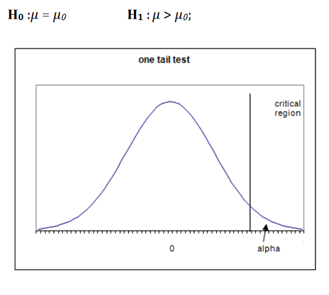 H₀ :μ = μ₀ H₁ : μ > μ₀;
one tail test
critical
region
0
alpha